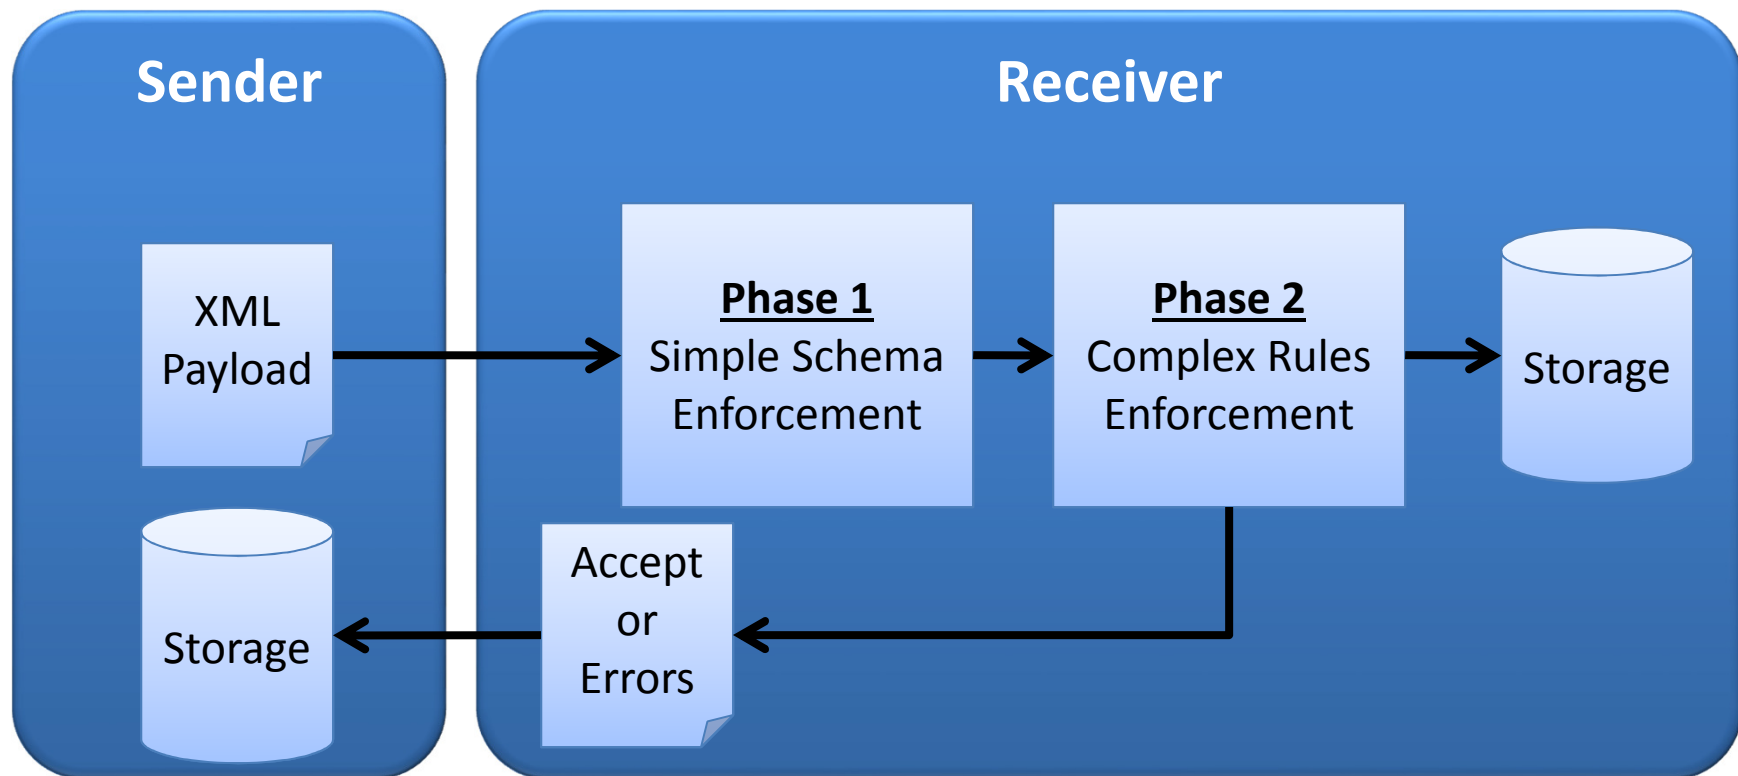 Sender
Receiver
XML
Payload
Phase 1
Simple Schema
Enforcement
Phase 2
Complex Rules
Enforcement
Storage
Storage
Accept
or
Errors